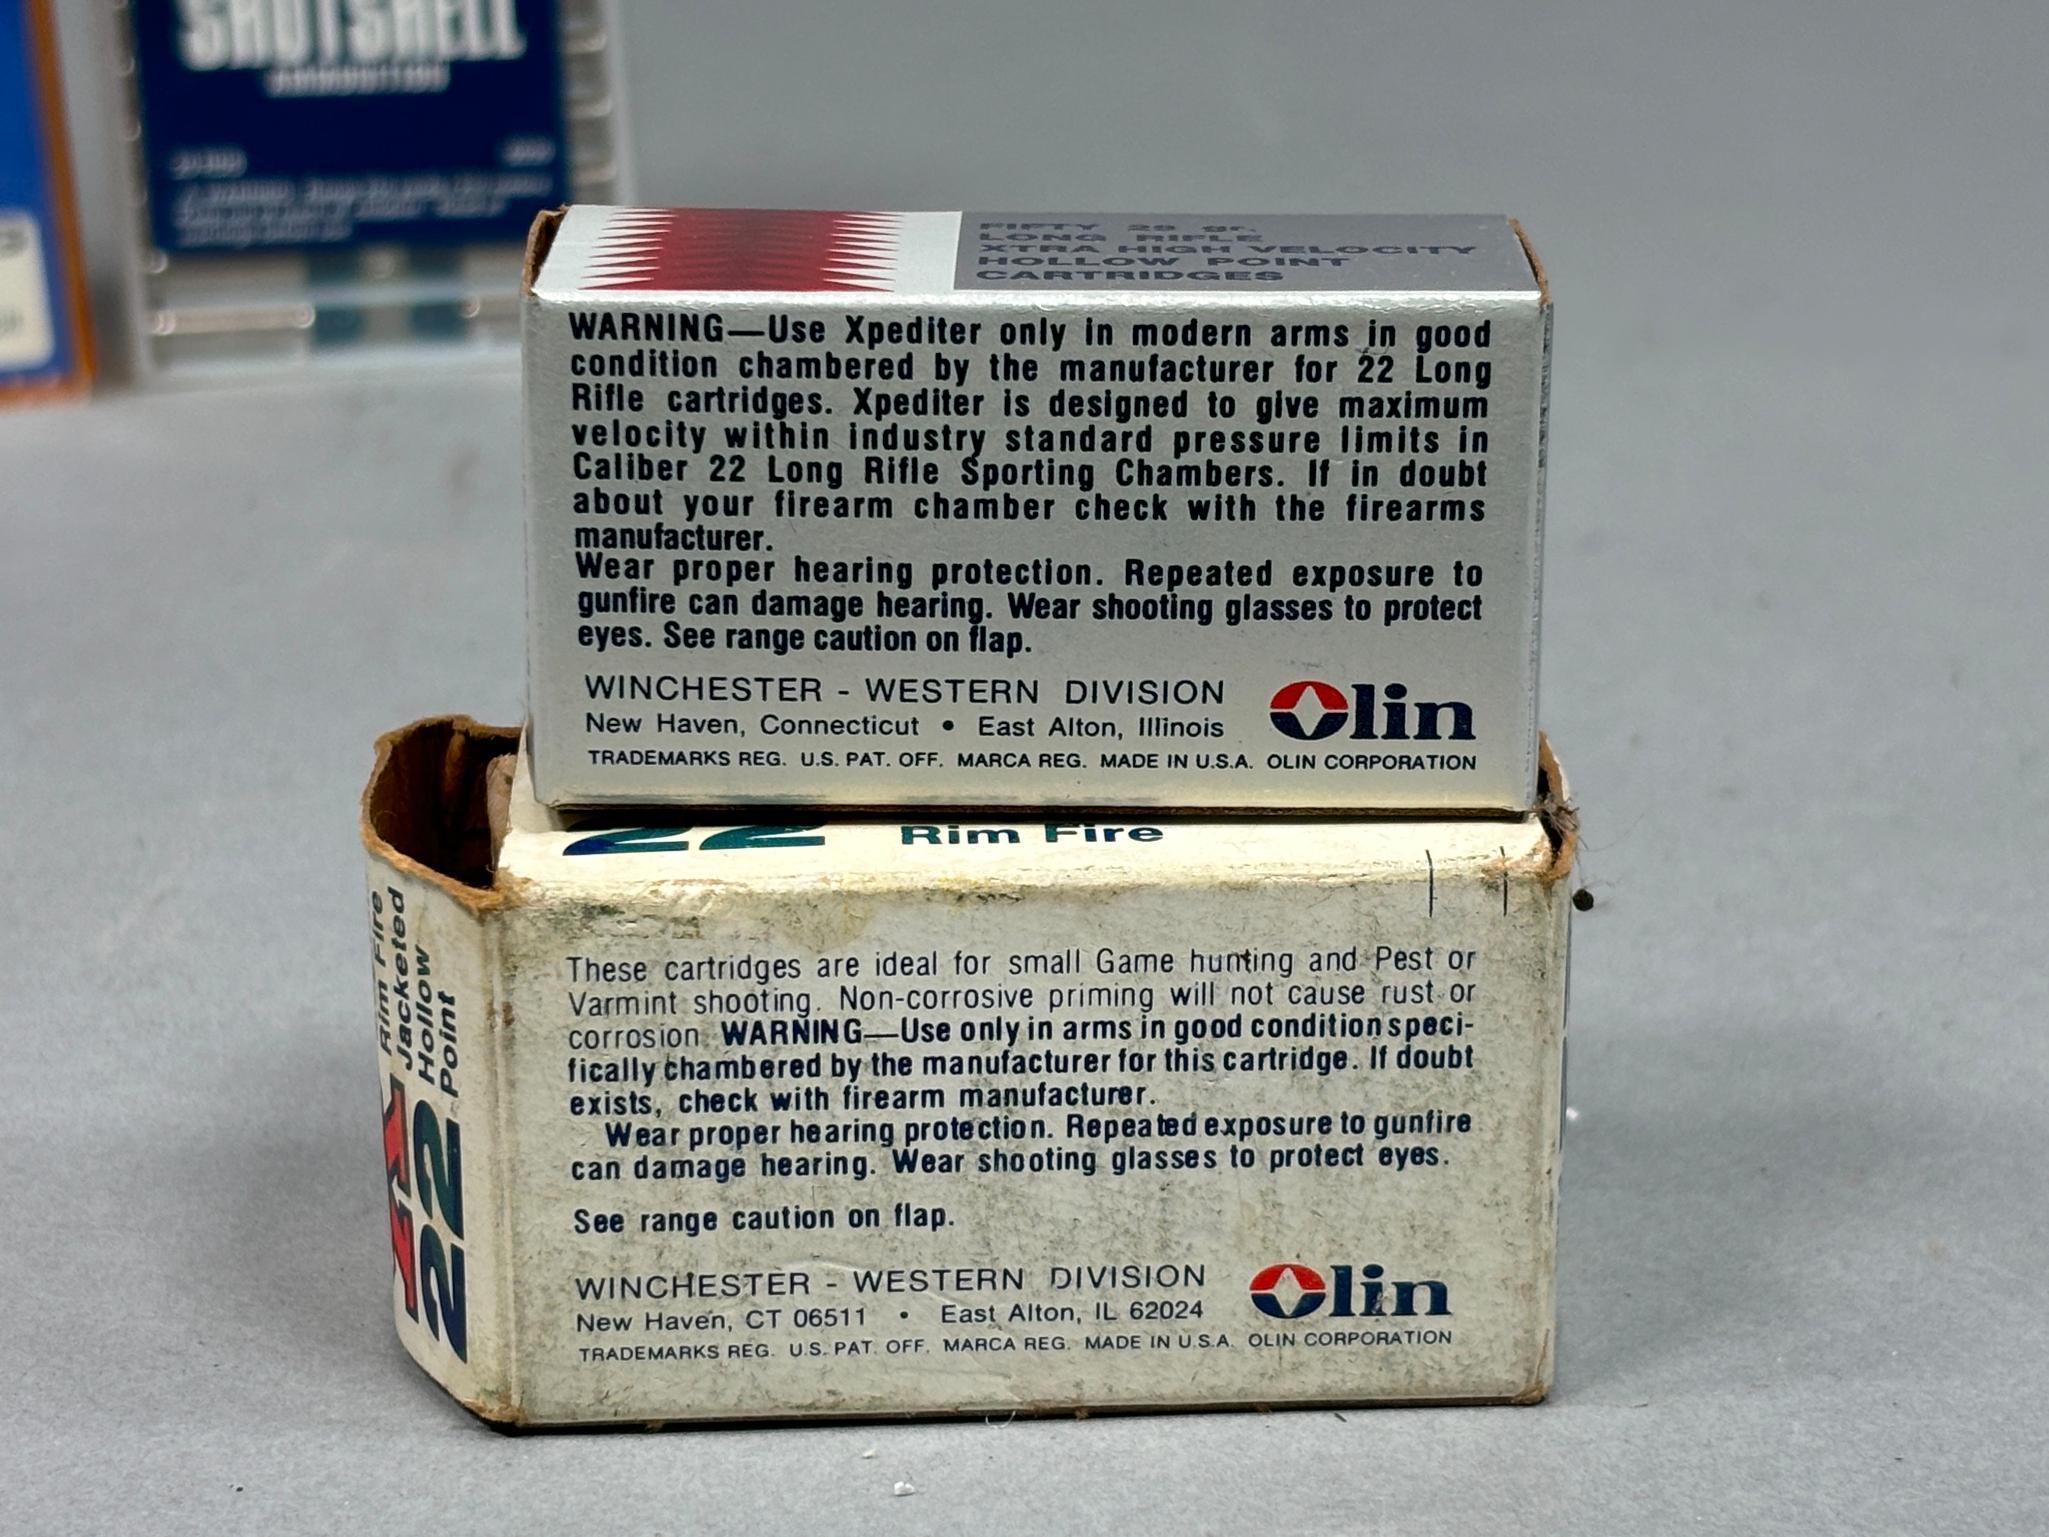 SHOTSHELL
AMMUNITION
FIFTY 29 gr.
LONG RIFLE
XTRA HIGH VELOCITY
HOLLOW POINT
CARTRIDGES
WARNING—Use Xpediter only in modern arms in good
condition chambered by the manufacturer for 22 Long
Rifle cartridges. Xpediter is designed to give maximum
velocity within industry standard pressure limits in
Caliber 22 Long Rifle Sporting Chambers. If in doubt
about your firearm chamber check with the firearms
manufacturer.
Wear proper hearing protection. Repeated exposure to
gunfire can damage hearing. Wear shooting glasses to protect
eyes. See range caution on flap.
WINCHESTER - WESTERN DIVISION
New Haven, Connecticut • East Alton, Illinois
Olin
TRADEMARKS REG. U.S. PAT. OFF. MARCA REG. MADE IN U.S.A. OLIN CORPORATION
22 Rim Fire
Rim Fire
Jacketed
Hollow
Point
22
These cartridges are ideal for small Game hunting and Pest or
Varmint shooting. Non-corrosive priming will not cause rust or
corrosion. WARNING—Use only in arms in good condition speci-
fically chambered by the manufacturer for this cartridge. If doubt
exists, check with firearm manufacturer.
Wear proper hearing protection. Repeated exposure to gunfire
can damage hearing. Wear shooting glasses to protect eyes.
See range caution on flap.
WINCHESTER - WESTERN DIVISION
New Haven, CT 06511 • East Alton, IL 62024
Olin
TRADEMARKS REG. U.S. PAT. OFF. MARCA REG. MADE IN U.S.A. OLIN CORPORATION